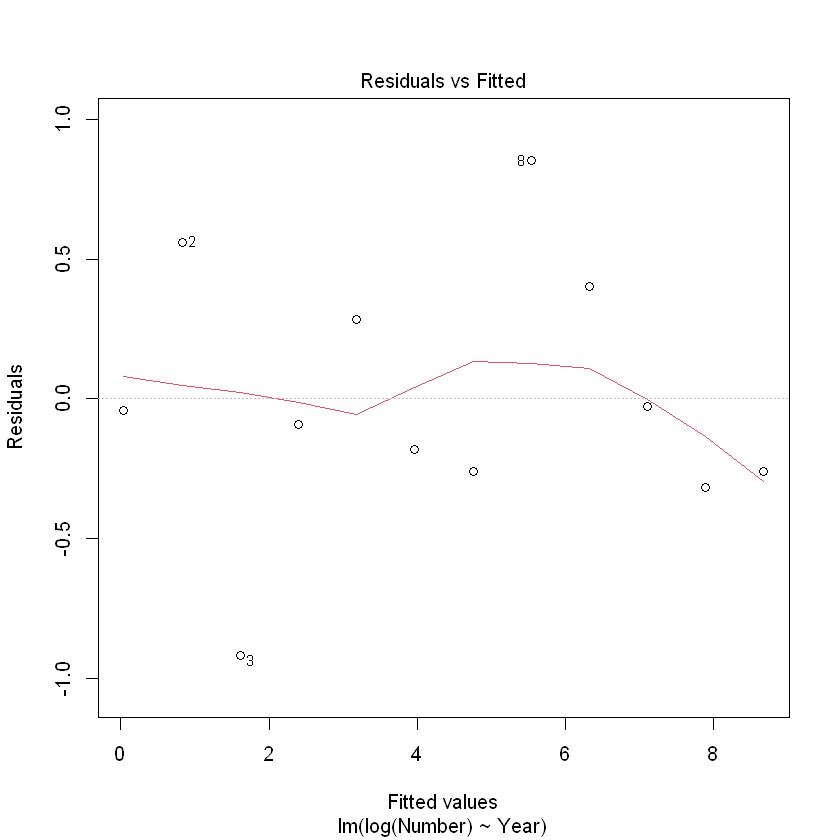 Residuals vs Fitted
1.0
0.5
0.0
-0.5
-1.0
Residuals
8
2
3
0 2 4 6 8
Fitted values
lm(log(Number) ~ Year)